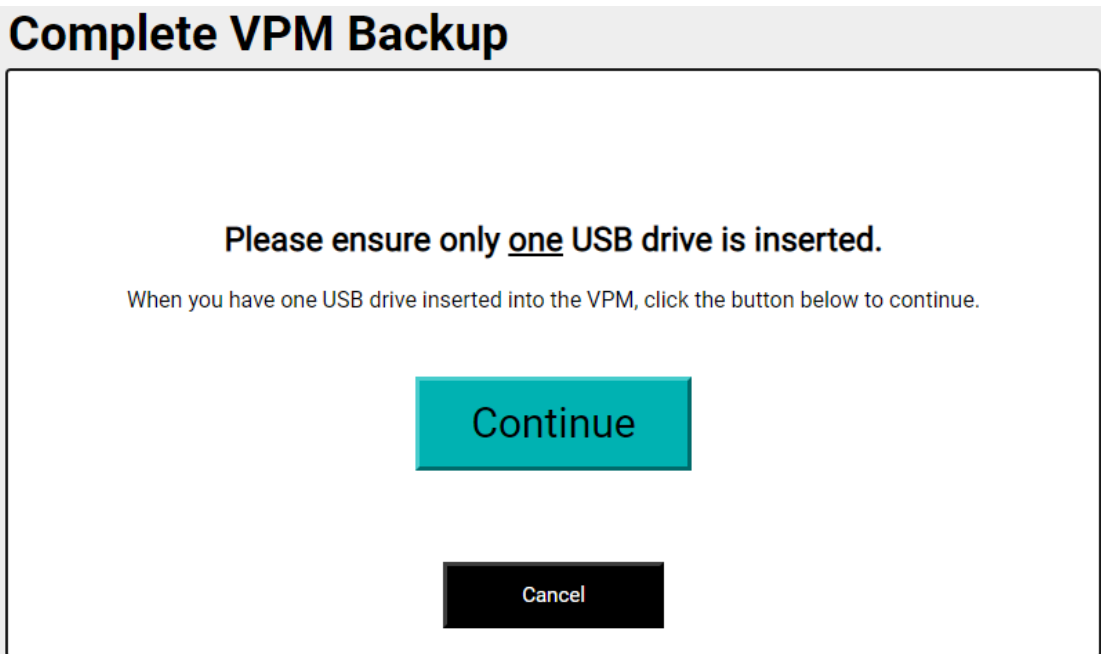 Complete VPM Backup
Please ensure only one USB drive is inserted.
When you have one USB drive inserted into the VPM, click the button below to continue.
Continue
Cancel